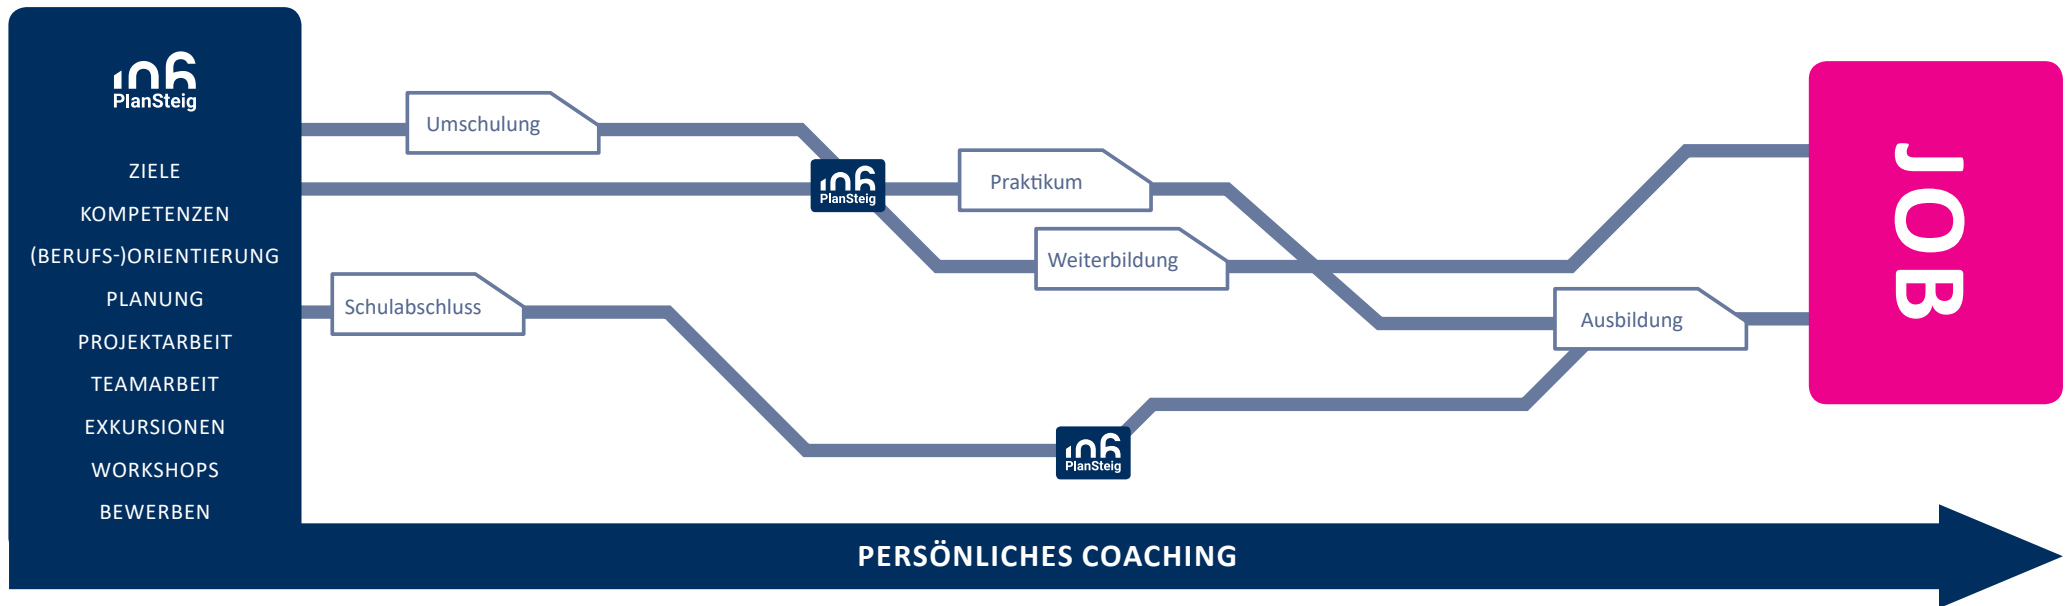 PlanSteig
ZIELE
KOMPETENZEN
(BERUFS-)ORIENTIERUNG
PLANUNG
PROJEKTARBEIT
TEAMARBEIT
EXKURSIONEN
WORKSHOPS
BEWERBEN
Umschulung
PlanSteig
Praktikum
Weiterbildung
Schulabschluss
Ausbildung
PlanSteig
JOB
PERSÖNLICHES COACHING